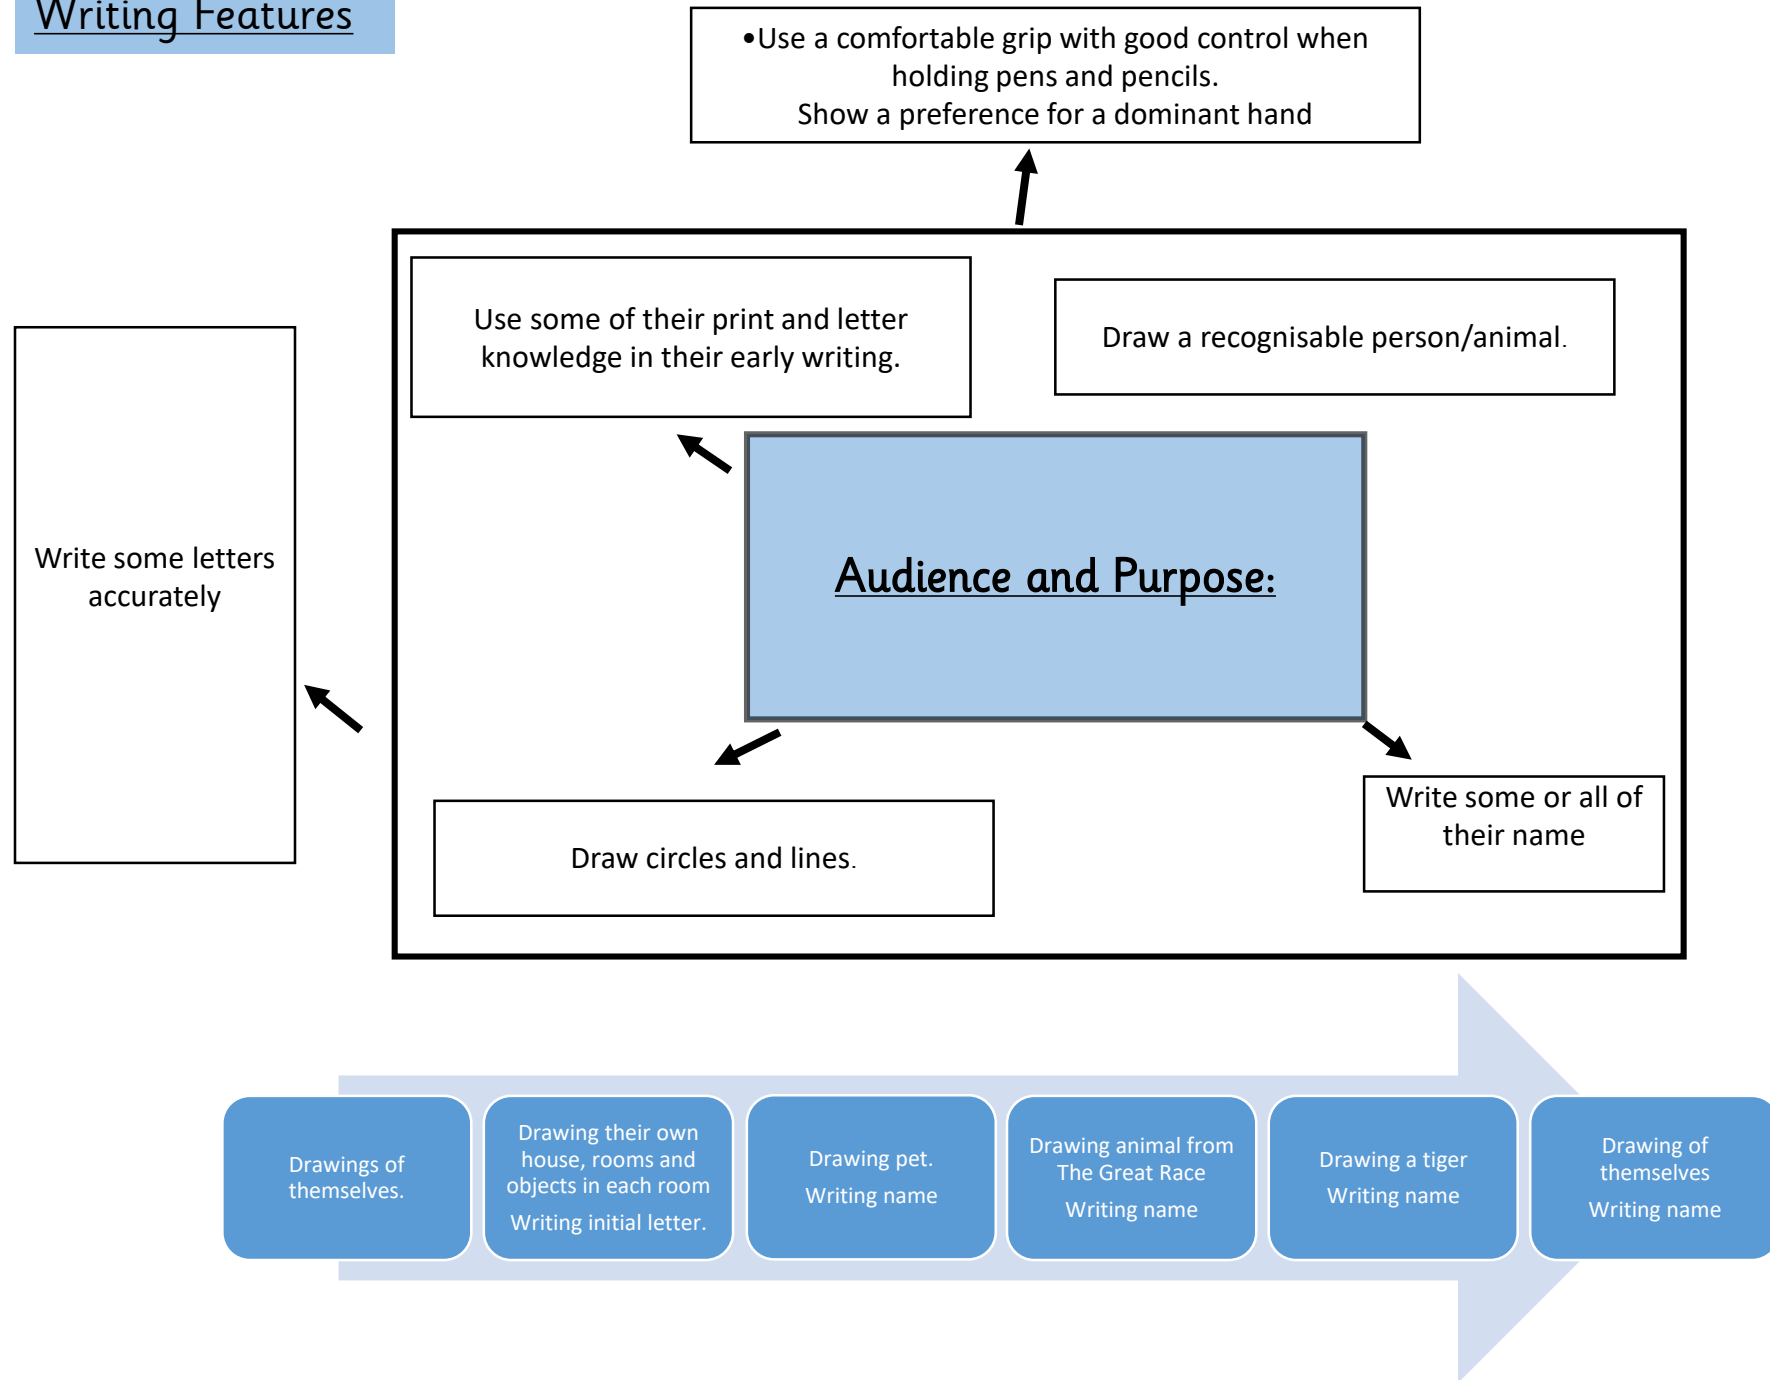 Writing Features
•Use a comfortable grip with good control when
holding pens and pencils.
Show a preference for a dominant hand
Use some of their print and letter
knowledge in their early writing.
Draw a recognisable person/animal.
Write some letters
accurately
Audience and Purpose:
Write some or all of
their name
Draw circles and lines.
Drawings of
themselves.
Drawing their own
house, rooms and
objects in each room
Writing initial letter.
Drawing pet.
Writing name
Drawing animal from
The Great Race
Writing name
Drawing a tiger
Writing name
Drawing of
themselves
Writing name